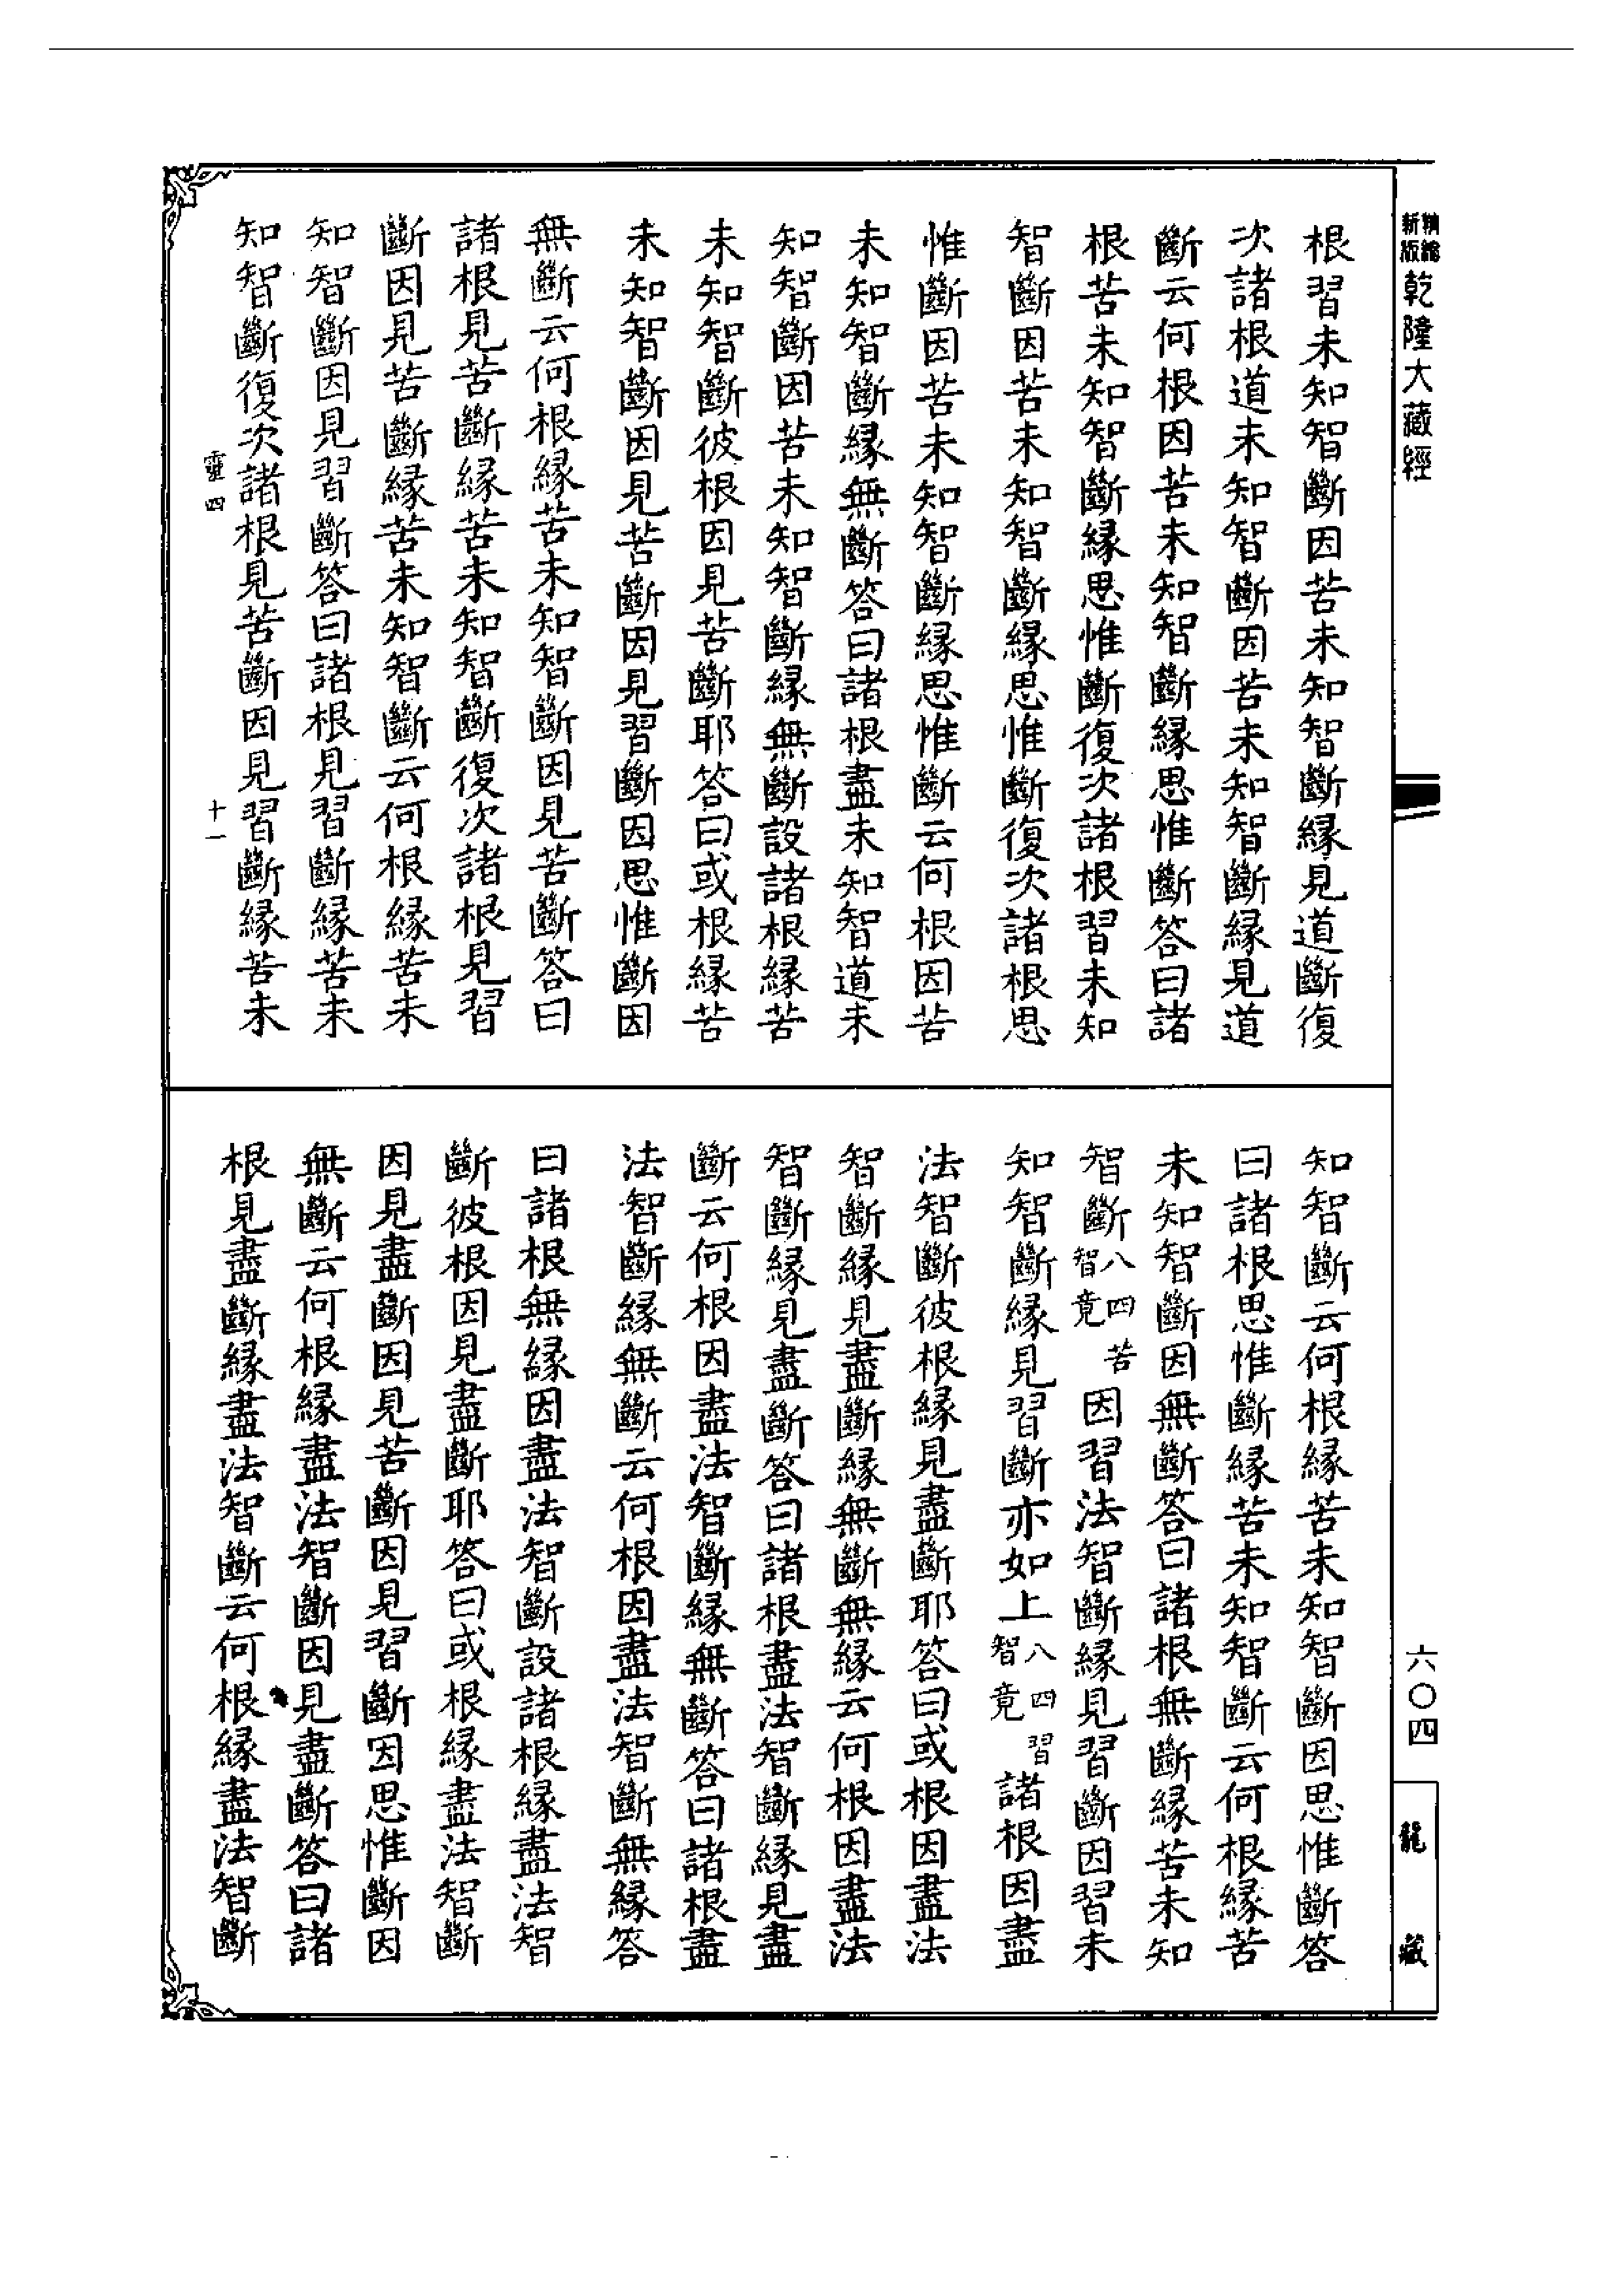 精編
新版
乾隆大藏經
根習未知智斷因苦未知智斷緣見道斷復
次諸根道未知智斷因苦未知智斷緣見道
斷云何根因苦未知智斷緣思惟斷答曰諸
根苦未知智斷緣思惟斷復次諸根習未知
智斷因苦未知智斷緣思惟斷復次諸根思
惟斷因苦未知智斷緣思惟斷云何根因苦
未知智斷緣無斷答曰諸根盡未知智道未
知智斷因苦未知智斷緣無斷設諸根緣苦
未知智斷彼根因見苦斷耶答曰或根緣苦
未知智斷因見苦斷因見習斷因思惟斷因
無斷云何根緣苦未知智斷因見苦斷答曰
諸根見苦斷緣苦未知智斷復次諸根見習
斷因見苦斷緣苦未知智斷云何根緣苦未
知智斷因見習斷答曰諸根見習斷緣苦未
知智斷復次諸根見苦斷因見習斷緣苦未
靈四
十一
知智斷云何根緣苦未知智斷因思惟斷答
曰諸根思惟斷緣苦未知智斷云何根緣苦
未知智斷因無斷答曰諸根無斷緣苦未知
智斷八四苦智竟因習法智斷緣見習斷因習未
知智斷緣見習斷亦如上八四習智竟諸根因盡
法智斷彼根緣見盡斷耶答曰或根因盡法
智斷緣見盡斷緣無斷無緣云何根因盡法
智斷緣見盡斷答曰諸根盡法智斷緣見盡
斷云何根因盡法智斷緣無斷答曰諸根盡
法智斷緣無斷云何根因盡法智斷無緣答
曰諸根無緣因盡法智斷設諸根緣盡法智
斷彼根因見盡斷耶答曰或根緣盡法智斷
因見盡斷因見苦斷因見習斷因思惟斷因
無斷云何根緣盡法智斷因見盡斷答曰諸
根見盡斷緣盡法智斷云何根緣盡法智斷
六〇四
龍藏